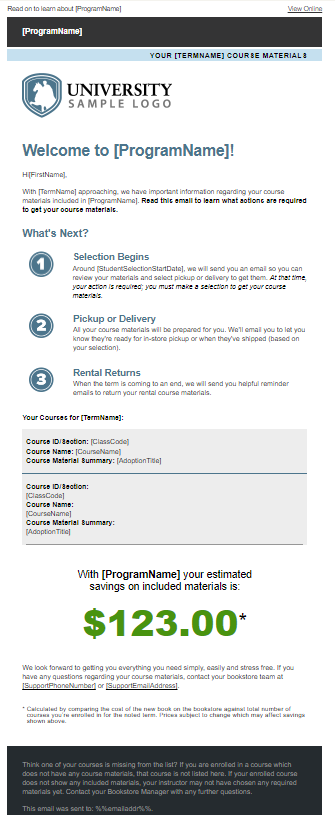 Read on to learn about [ProgramName]
View Online
[ProgramName]
YOUR [TERMNAME] COURSE MATERIALS
UNIVERSITY
SAMPLE LOGO
Welcome to [ProgramName]!
Hi[FirstName],
With [TermName] approaching, we have important information regarding your course
materials included in [ProgramName]. Read this email to learn what actions are required
to get your course materials.
What's Next?
1
Selection Begins
Around [StudentSelectionStartDate], we will send you an email so you can
review your materials and select pickup or delivery to get them. At that time,
your action is required; you must make a selection to get your course
materials.
2
Pickup or Delivery
All your course materials will be prepared for you. We'll email you to let you
know they're ready for in-store pickup or when they've shipped (based on
your selection).
3
Rental Returns
When the term is coming to an end, we will send you helpful reminder
emails to return your rental course materials.
Your Courses for [TermName]:
Course ID/Section: [ClassCode]
Course Name: [CourseName]
Course Material Summary: [AdoptionTitle]
Course ID/Section:
[ClassCode]
Course Name:
[CourseName]
Course Material Summary:
[AdoptionTitle]
With [ProgramName] your estimated
savings on included materials is:
$123.00*
We look forward to getting you everything you need simply, easily and stress free. If you
have any questions regarding your course materials, contact your bookstore team at
[SupportPhoneNumber] or [SupportEmailAddress].
* Calculated by comparing the cost of the new book on the bookstore against total number of
courses you're enrolled in for the noted term. Prices subject to change which may affect savings
shown above.
Think one of your courses is missing from the list? If you are enrolled in a course which
does not have any course materials, that course is not listed here. If your enrolled course
does not show any included materials, your instructor may not have chosen any required
materials yet. Contact your Bookstore Manager with any further questions.
This email was sent to: %%emailaddr%%.